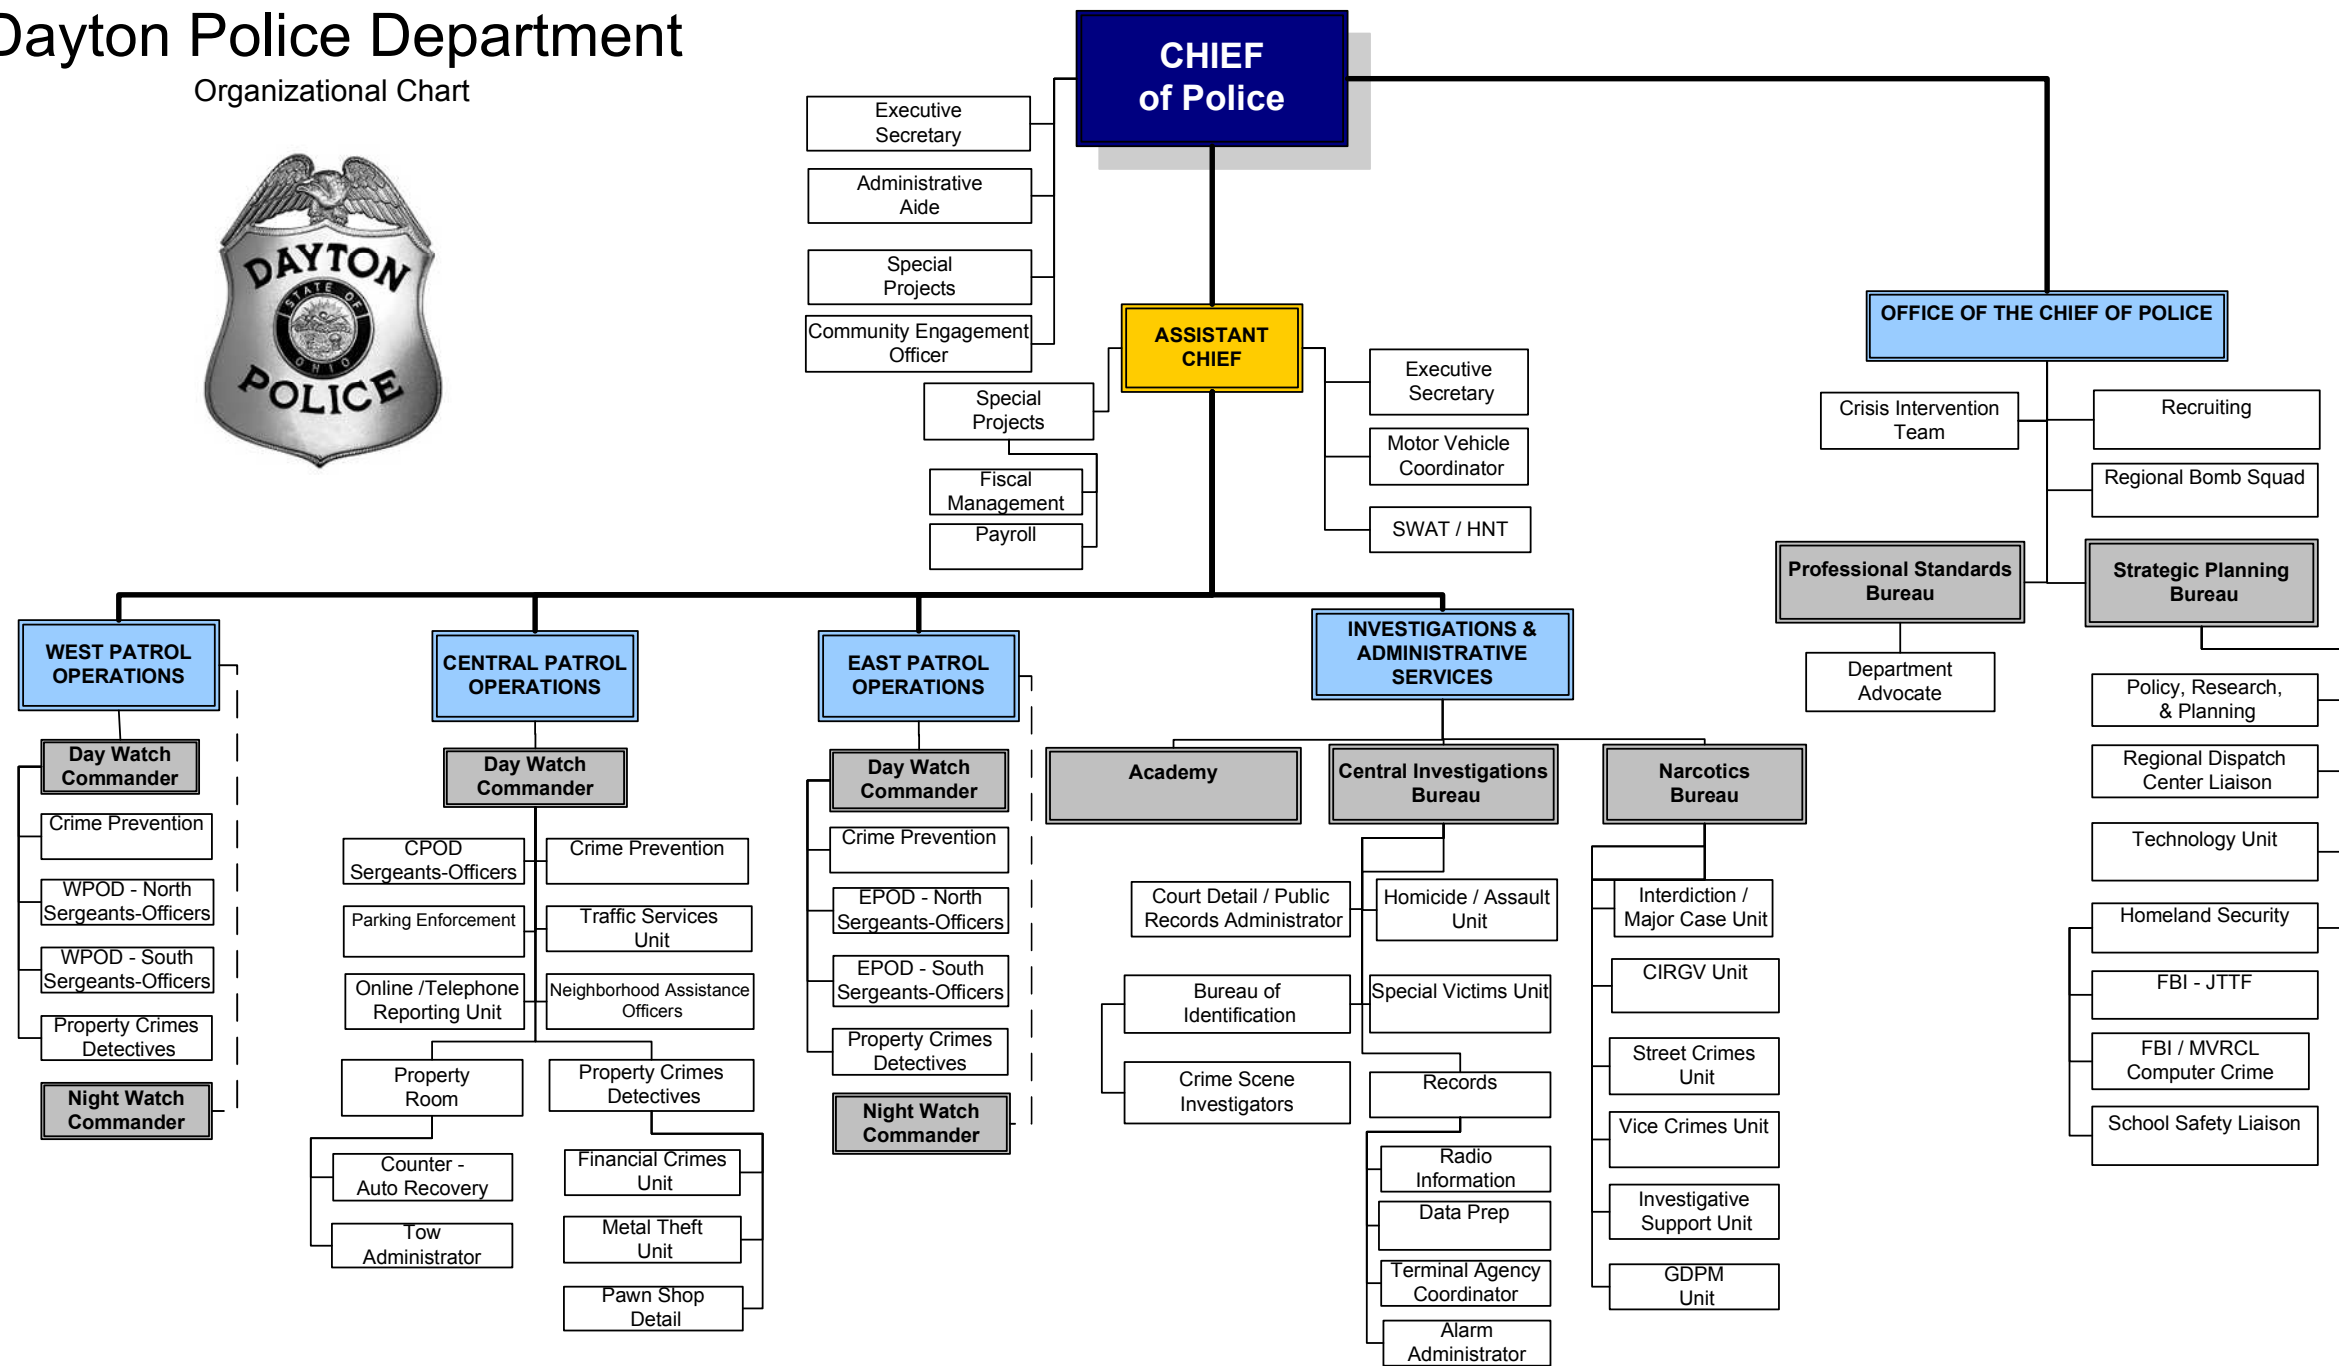 Dayton Police Department
Organizational Chart
DAYTON
STATE OF
OHIO
POLICE
CHIEF
of Police
Executive
Secretary
Administrative
Aide
Special
Projects
Community Engagement
Officer
ASSISTANT
CHIEF
Special
Projects
Fiscal
Management
Payroll
Executive
Secretary
Motor Vehicle
Coordinator
SWAT / HNT
OFFICE OF THE CHIEF OF POLICE
Crisis Intervention
Team
Recruiting
Regional Bomb Squad
Professional Standards
Bureau
Strategic Planning
Bureau
Department
Advocate
Policy, Research,
& Planning
Regional Dispatch
Center Liaison
Technology Unit
Homeland Security
FBI - JTTF
FBI / MVRCL
Computer Crime
School Safety Liaison
WEST PATROL
OPERATIONS
Day Watch
Commander
Crime Prevention
WPOD - North
Sergeants-Officers
WPOD - South
Sergeants-Officers
Property Crimes
Detectives
Night Watch
Commander
CENTRAL PATROL
OPERATIONS
Day Watch
Commander
CPOD
Sergeants-Officers
Crime Prevention
Parking Enforcement
Traffic Services
Unit
Online /Telephone
Reporting Unit
Neighborhood Assistance
Officers
Property
Room
Property Crimes
Detectives
Counter -
Auto Recovery
Tow
Administrator
Financial Crimes
Unit
Metal Theft
Unit
Pawn Shop
Detail
EAST PATROL
OPERATIONS
Day Watch
Commander
Crime Prevention
EPOD - North
Sergeants-Officers
EPOD - South
Sergeants-Officers
Property Crimes
Detectives
Night Watch
Commander
INVESTIGATIONS &
ADMINISTRATIVE
SERVICES
Academy
Central Investigations
Bureau
Narcotics
Bureau
Court Detail / Public
Records Administrator
Homicide / Assault
Unit
Bureau of
Identification
Special Victims Unit
Crime Scene
Investigators
Records
Radio
Information
Data Prep
Terminal Agency
Coordinator
Alarm
Administrator
Interdiction /
Major Case Unit
CIRGV Unit
Street Crimes
Unit
Vice Crimes Unit
Investigative
Support Unit
GDPM
Unit